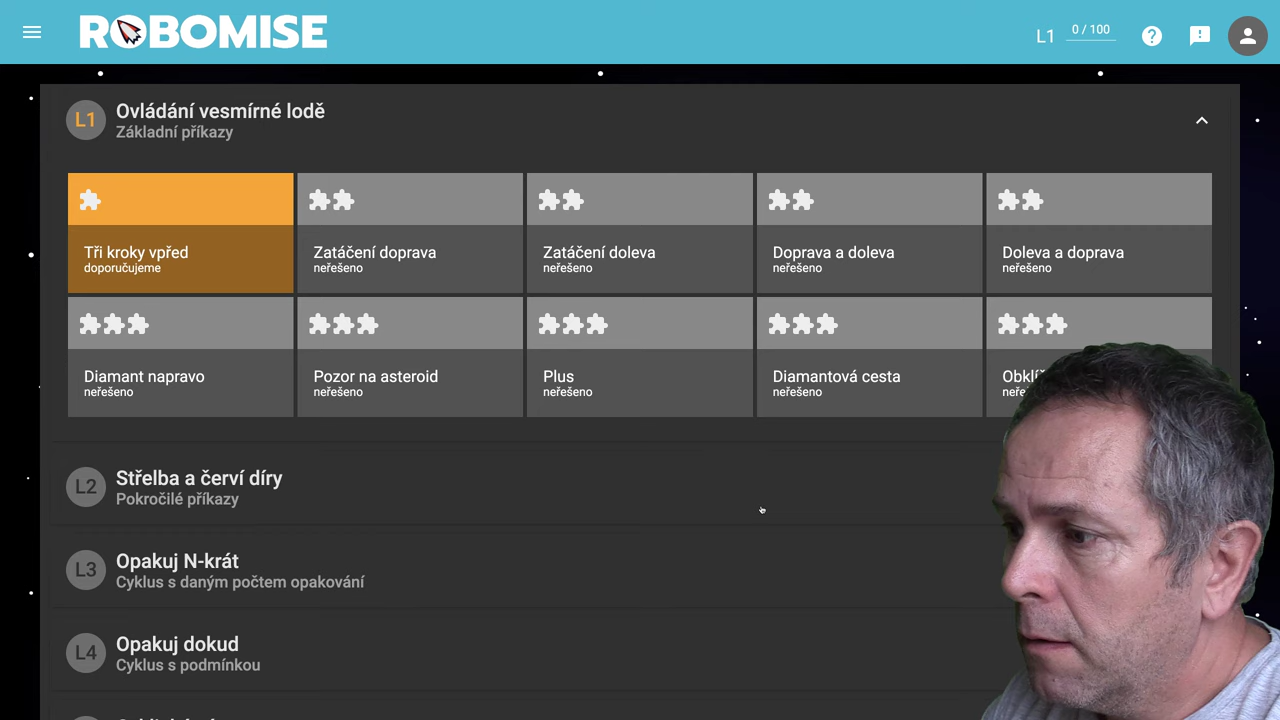 ROBOMISE
L1
0 / 100
L1
Ovládání vesmírné lodě
Základní příkazy
Tři kroky vpřed
doporučujeme
Zatáčení doprava
neřešeno
Zatáčení doleva
neřešeno
Doprava a doleva
neřešeno
Doleva a doprava
neřešeno
Diamant napravo
neřešeno
Pozor na asteroid
neřešeno
Plus
neřešeno
Diamantová cesta
neřešeno
L2
Střelba a červí díry
Pokročilé příkazy
L3
Opakuj N-krát
Cyklus s daným počtem opakování
L4
Opakuj dokud
Cyklus s podmínkou